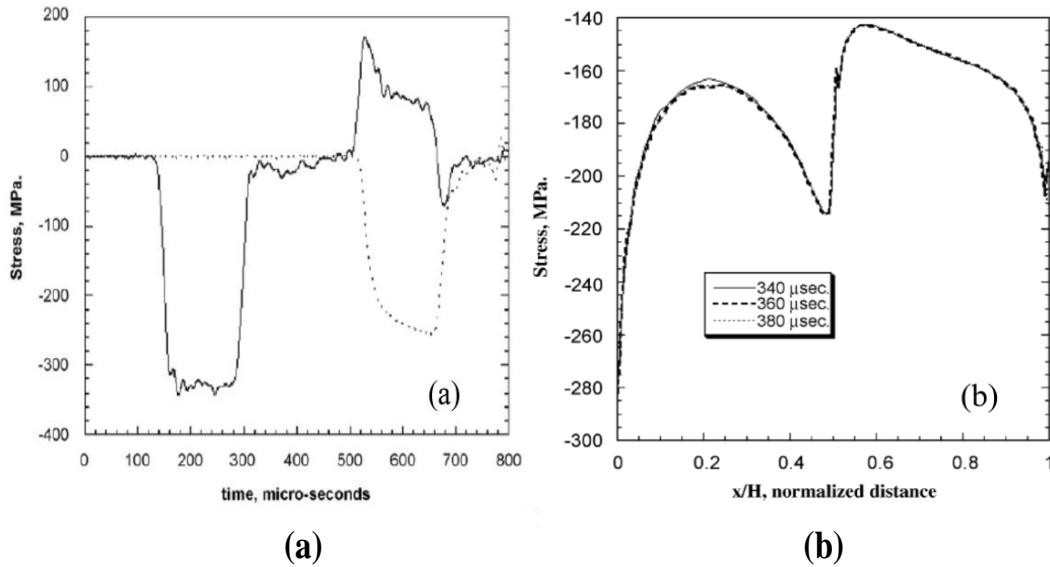 200
100
0
-100
-200
-300
-400
Stress, MPa.
0 100 200 300 400 500 600 700 800
time, micro-seconds
(a)
(a)
-140
-160
-180
-200
-220
-240
-260
-280
-300
Stress, MPa.
340 μsec.
360 μsec.
380 μsec.
(b)
0 0.2 0.4 0.6 0.8 1
x/H, normalized distance
(b)